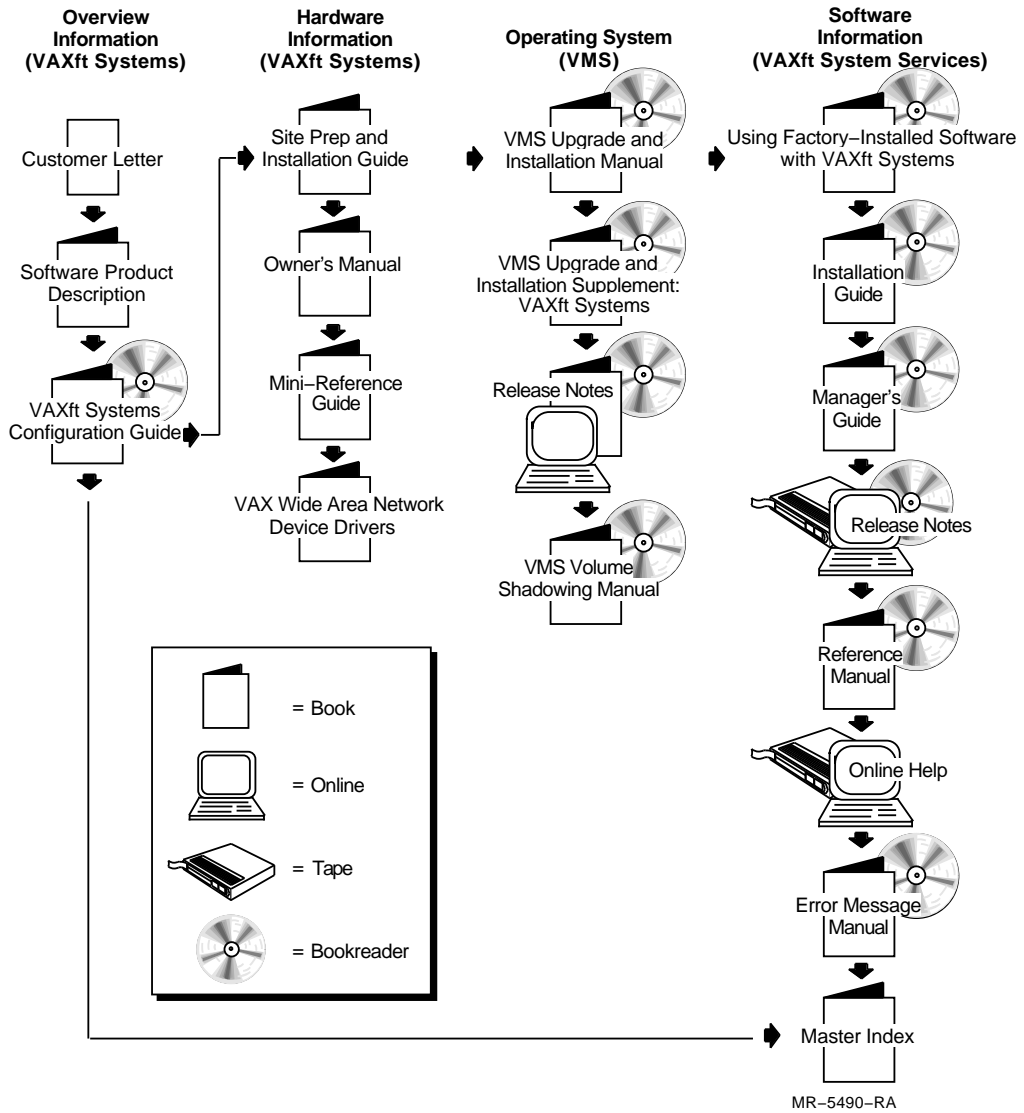 Overview
Information
(VAXft Systems)
Customer Letter
Software Product
Description
VAXft Systems
Configuration Guide
Hardware
Information
(VAXft Systems)
Site Prep and
Installation Guide
Owner's Manual
Mini–Reference
Guide
VAX Wide Area Network
Device Drivers
Operating System
(VMS)
VMS Upgrade and
Installation Manual
VMS Upgrade and
Installation Supplement:
VAXft Systems
Release Notes
VMS Volume
Shadowing Manual
Software
Information
(VAXft System Services)
Using Factory–Installed Software
with VAXft Systems
Installation
Guide
Manager's
Guide
Release Notes
Reference
Manual
Online Help
Error Message
Manual
Master Index
= Book
= Online
= Tape
= Bookreader
MR–5490–RA